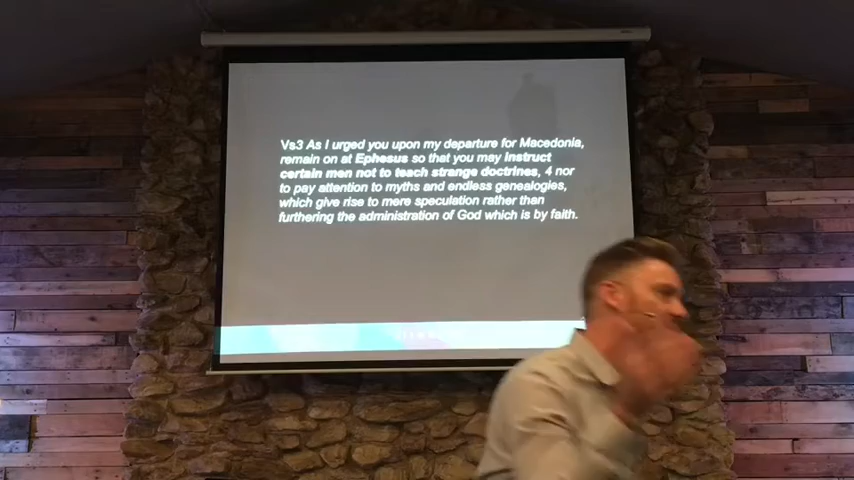 Vs3 As I urged you upon my departure for Macedonia,
remain on at Ephesus so that you may Instruct
certain men not to teach strange doctrines, 4 nor
to pay attention to myths and endless genealogies,
which give rise to mere speculation rather than
furthering the administration of God which is by faith.